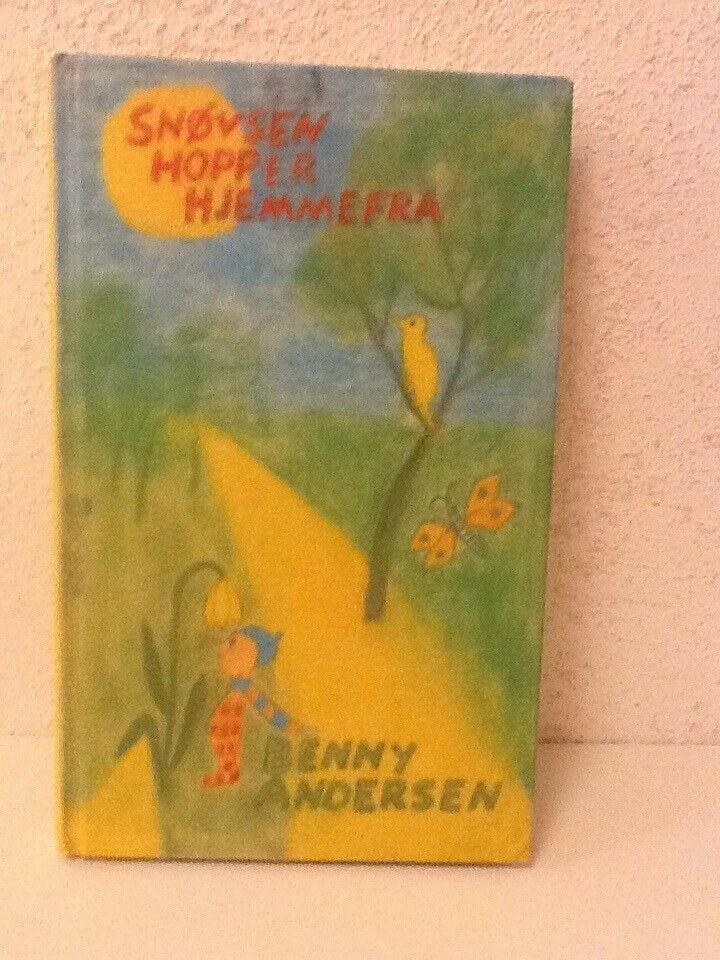 SNØVSEN
HOPPER
HJEMMEFRA
BENNY
ANDERSEN